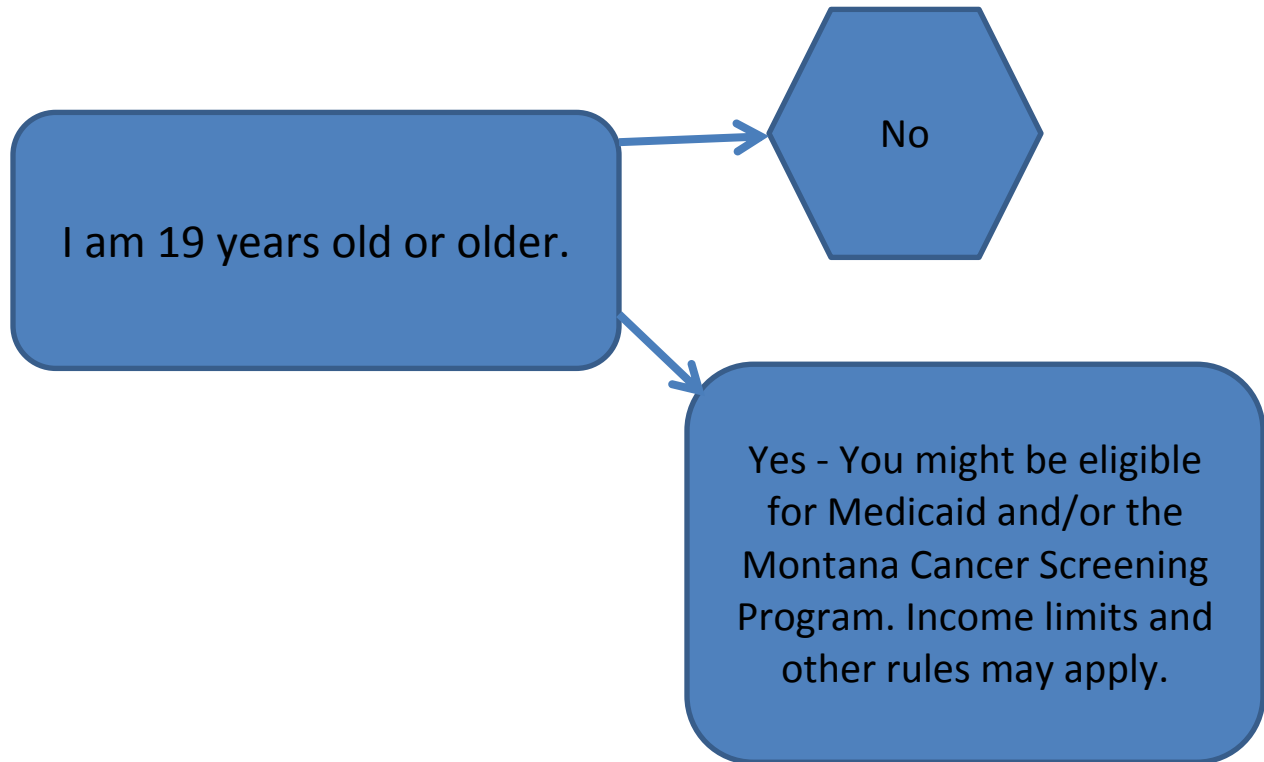 No
I am 19 years old or older.
Yes - You might be eligible
for Medicaid and/or the
Montana Cancer Screening
Program. Income limits and
other rules may apply.